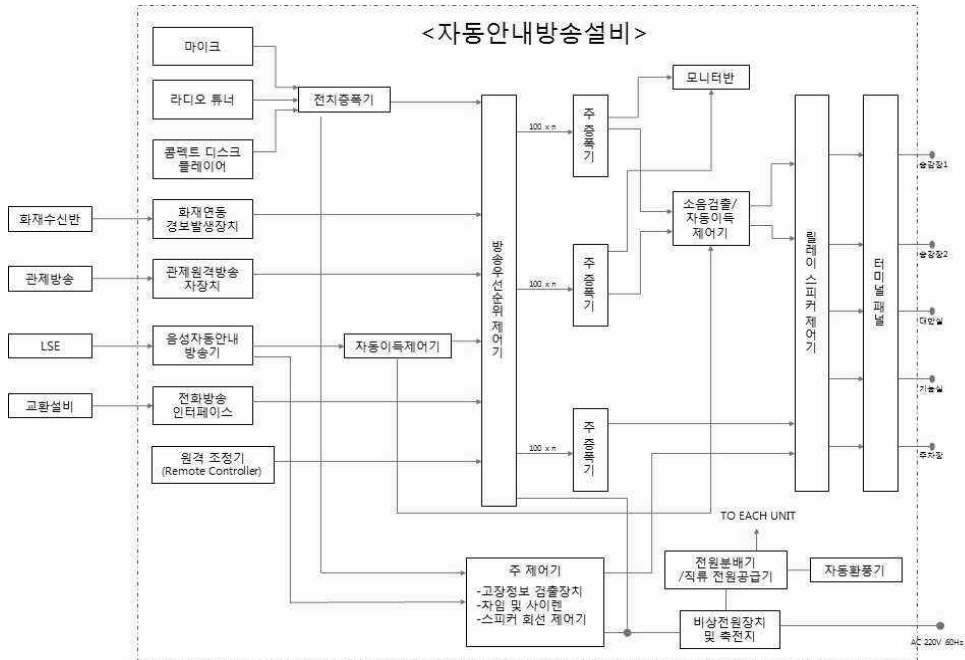 <자동안내방송설비>
마이크
라디오 튜너
콤팩트 디스크
플레이어
전치증폭기
화재수신반
화재연동
경보발생장치
관제방송
관제원격방송
자장치
LSE
음성자동안내
방송기
자동이득제어기
교환설비
전화방송
인터페이스
원격 조정기
(Remote Controller)
방송우선순위 제어기
100 x n
주 증폭기
100 x n
주 증폭기
100 x n
주 증폭기
모니터반
소음검출/
자동이득
제어기
릴레이 스피커 제어기
터미널 패널
승강장1
승강장2
대합실
기능실
주차장
주 제어기
-고장정보 검출장치
-차임 및 사이렌
-스피커 회선 제어기
TO EACH UNIT
전원분배기
/직류 전원공급기
자동환풍기
비상전원장치
및 축전지
AC 220V 60Hz